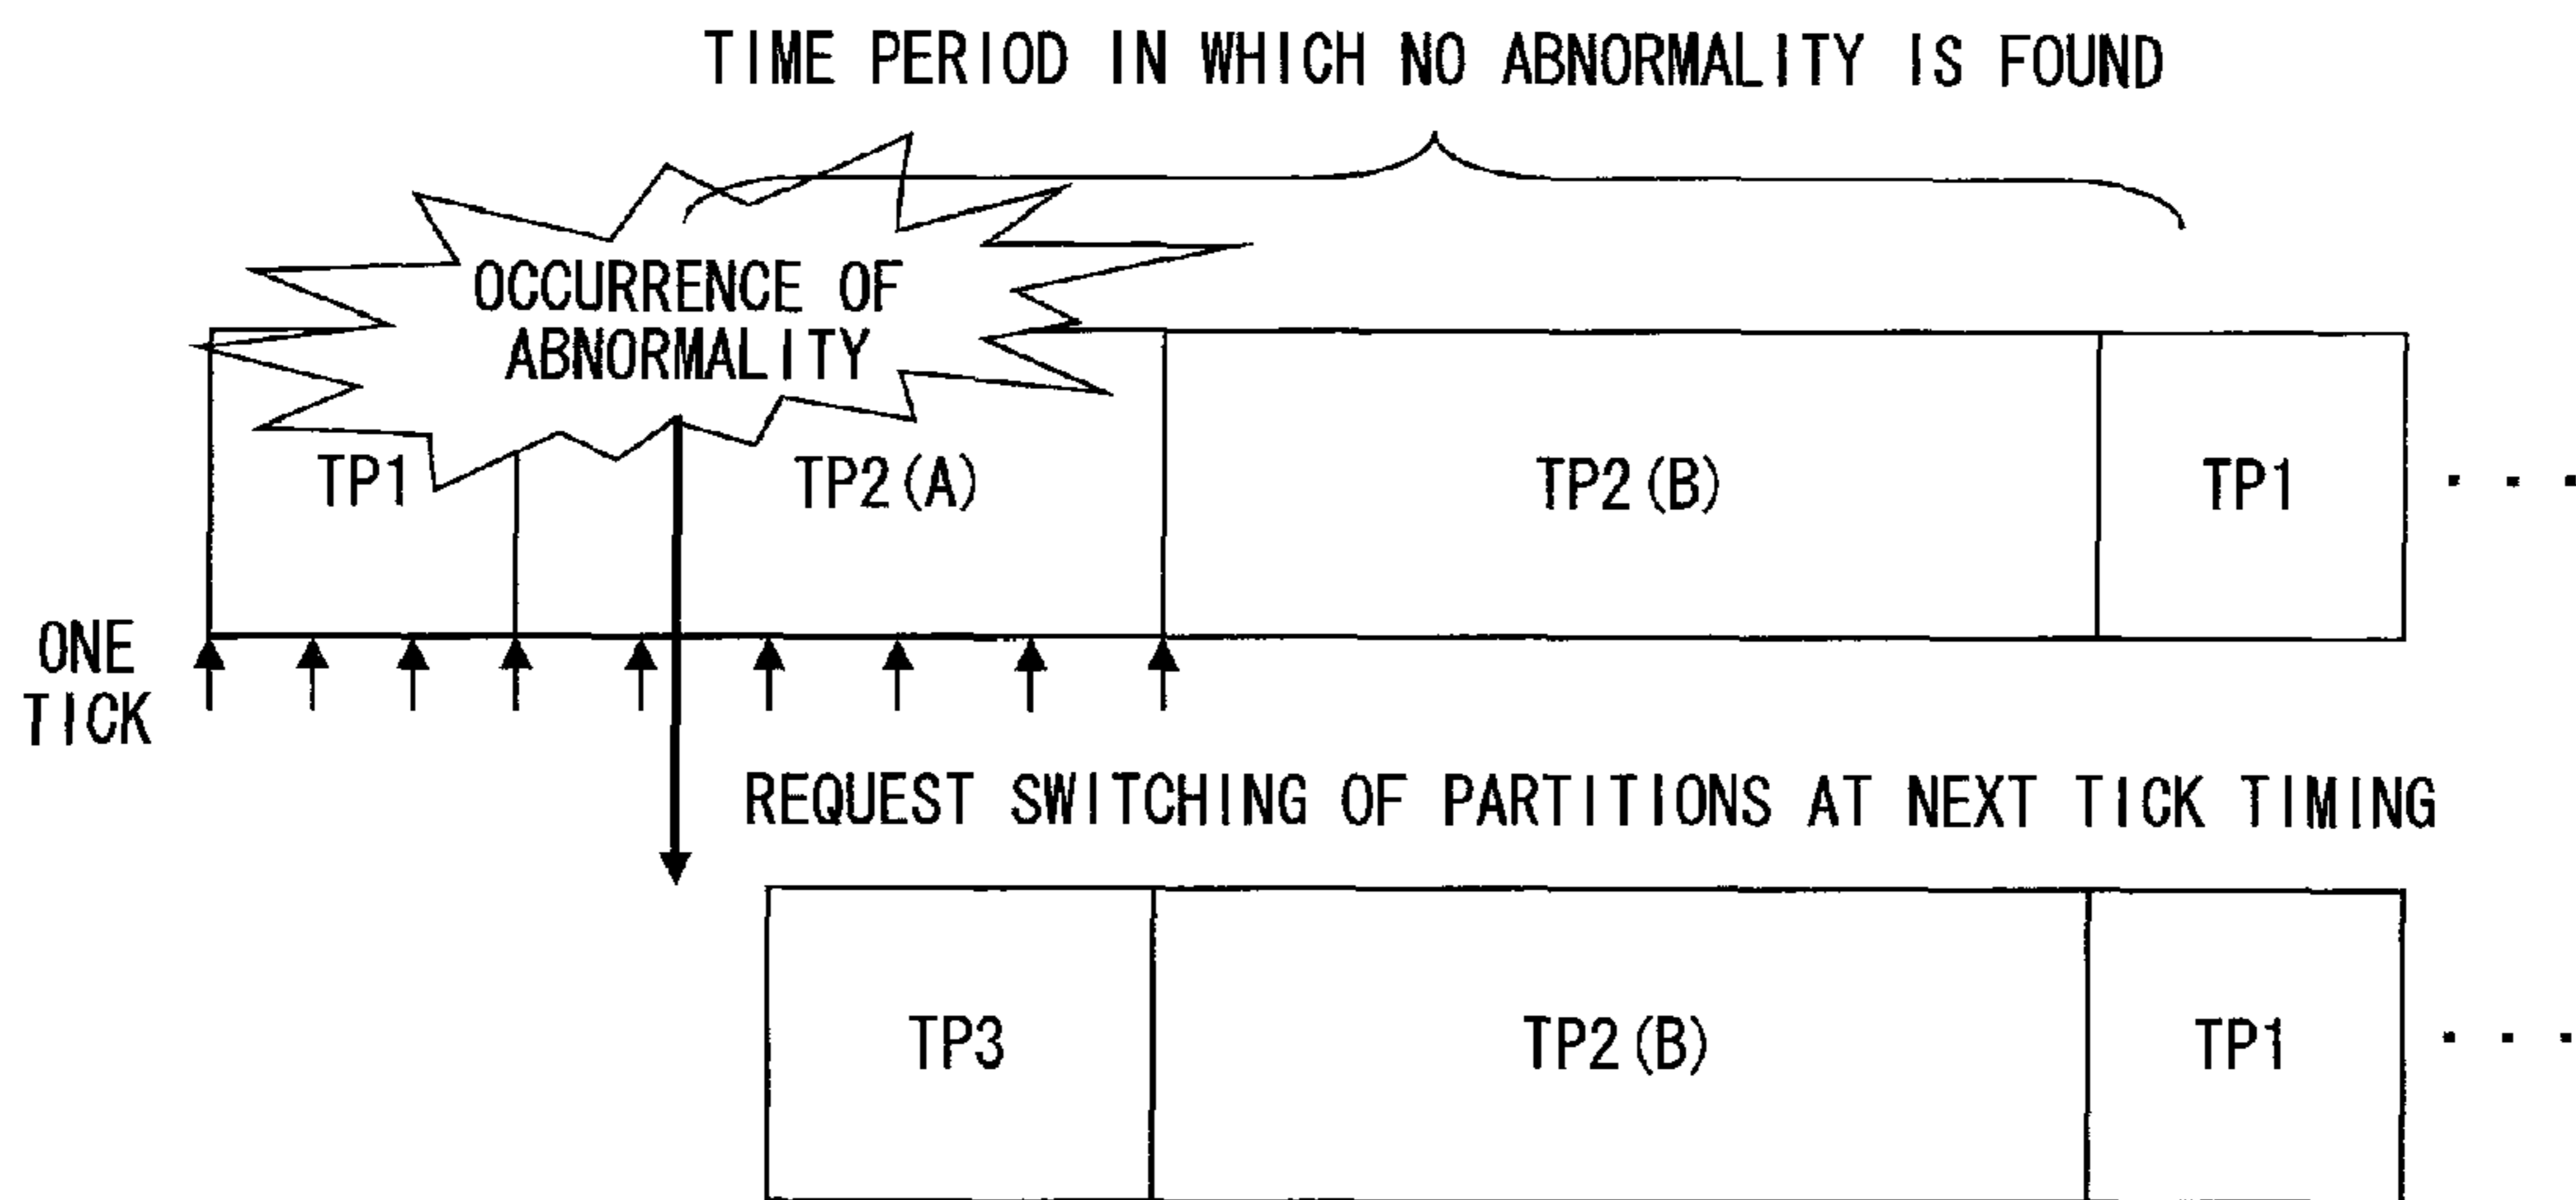 TIME PERIOD IN WHICH NO ABNORMALITY IS FOUND
OCCURRENCE OF
ABNORMALITY
TP1
TP2(A)
TP2(B)
TP1
. . .
ONE
TICK
REQUEST SWITCHING OF PARTITIONS AT NEXT TICK TIMING
TP3
TP2(B)
TP1
. . .